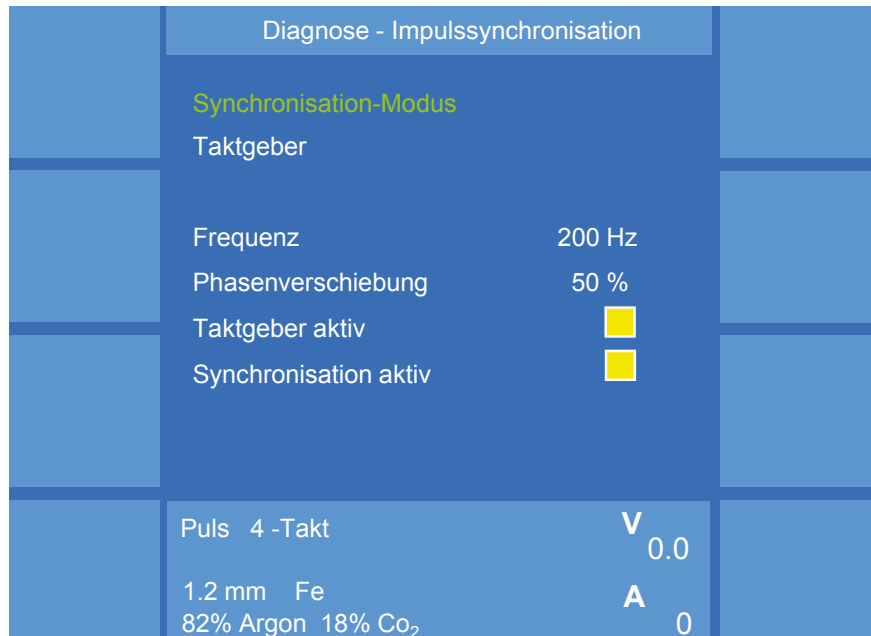 Diagnose - Impulssynchronisation
Synchronisation-Modus
Taktgeber
Frequenz 200 Hz
Phasenverschiebung 50 %
Taktgeber aktiv
Synchronisation aktiv
Puls 4 -Takt V
0.0
1.2 mm Fe A
82% Argon 18% Co₂ 0